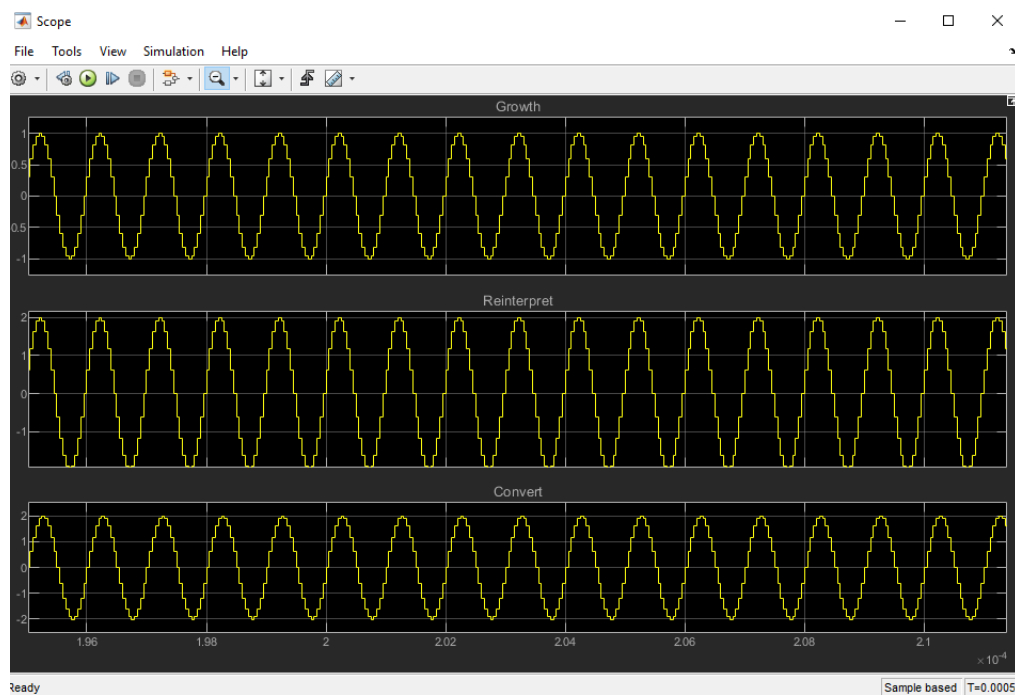 Scope
File Tools View Simulation Help
Growth
1
0.5
0
0.5
-1
Reinterpret
2
1
0
-1
Convert
2
1
0
-1
-2
1.96 1.98 2 2.02 2.04 2.06 2.08 2.1
×10⁻⁴
Ready Sample based T=0.0005